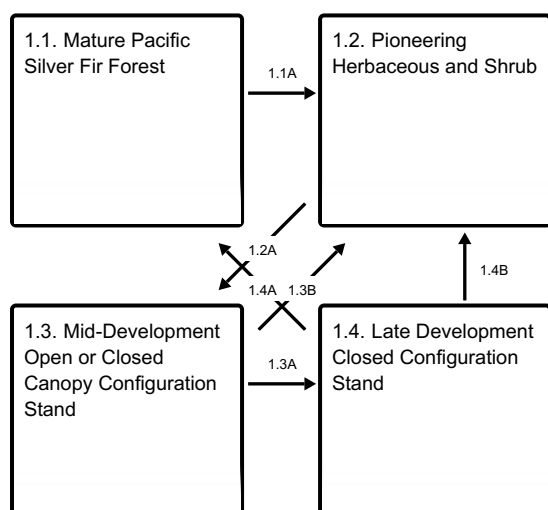 1.1. Mature Pacific
Silver Fir Forest
1.1A
1.2. Pioneering
Herbaceous and Shrub
1.2A
1.4A
1.3B
1.4B
1.3. Mid-Development
Open or Closed
Canopy Configuration
Stand
1.3A
1.4. Late Development
Closed Configuration
Stand